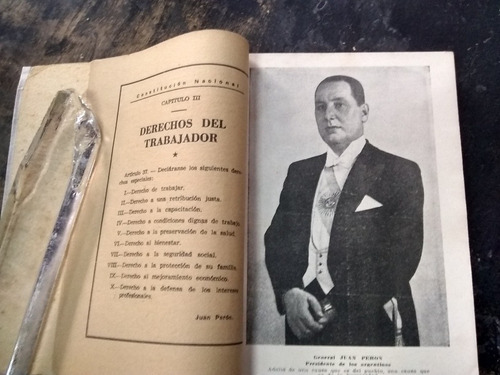 Constitución Nacional
CAPITULO III
DERECHOS DEL
TRABAJADOR
Artículo 37. — Decláranse los siguientes dere-
chos especiales:
I.—Derecho de trabajar.
II.—Derecho a una retribución justa.
III.—Derecho a la capacitación.
IV.—Derecho a condiciones dignas de trabajo.
V.—Derecho a la preservación de la salud.
VI.—Derecho al bienestar.
VII.—Derecho a la seguridad social.
VIII.—Derecho a la protección de su familia.
IX.—Derecho al mejoramiento económico.
X.—Derecho a la defensa de los intereses
profesionales.
Juan Perón.
General JUAN PERON
Presidente de los argentinos